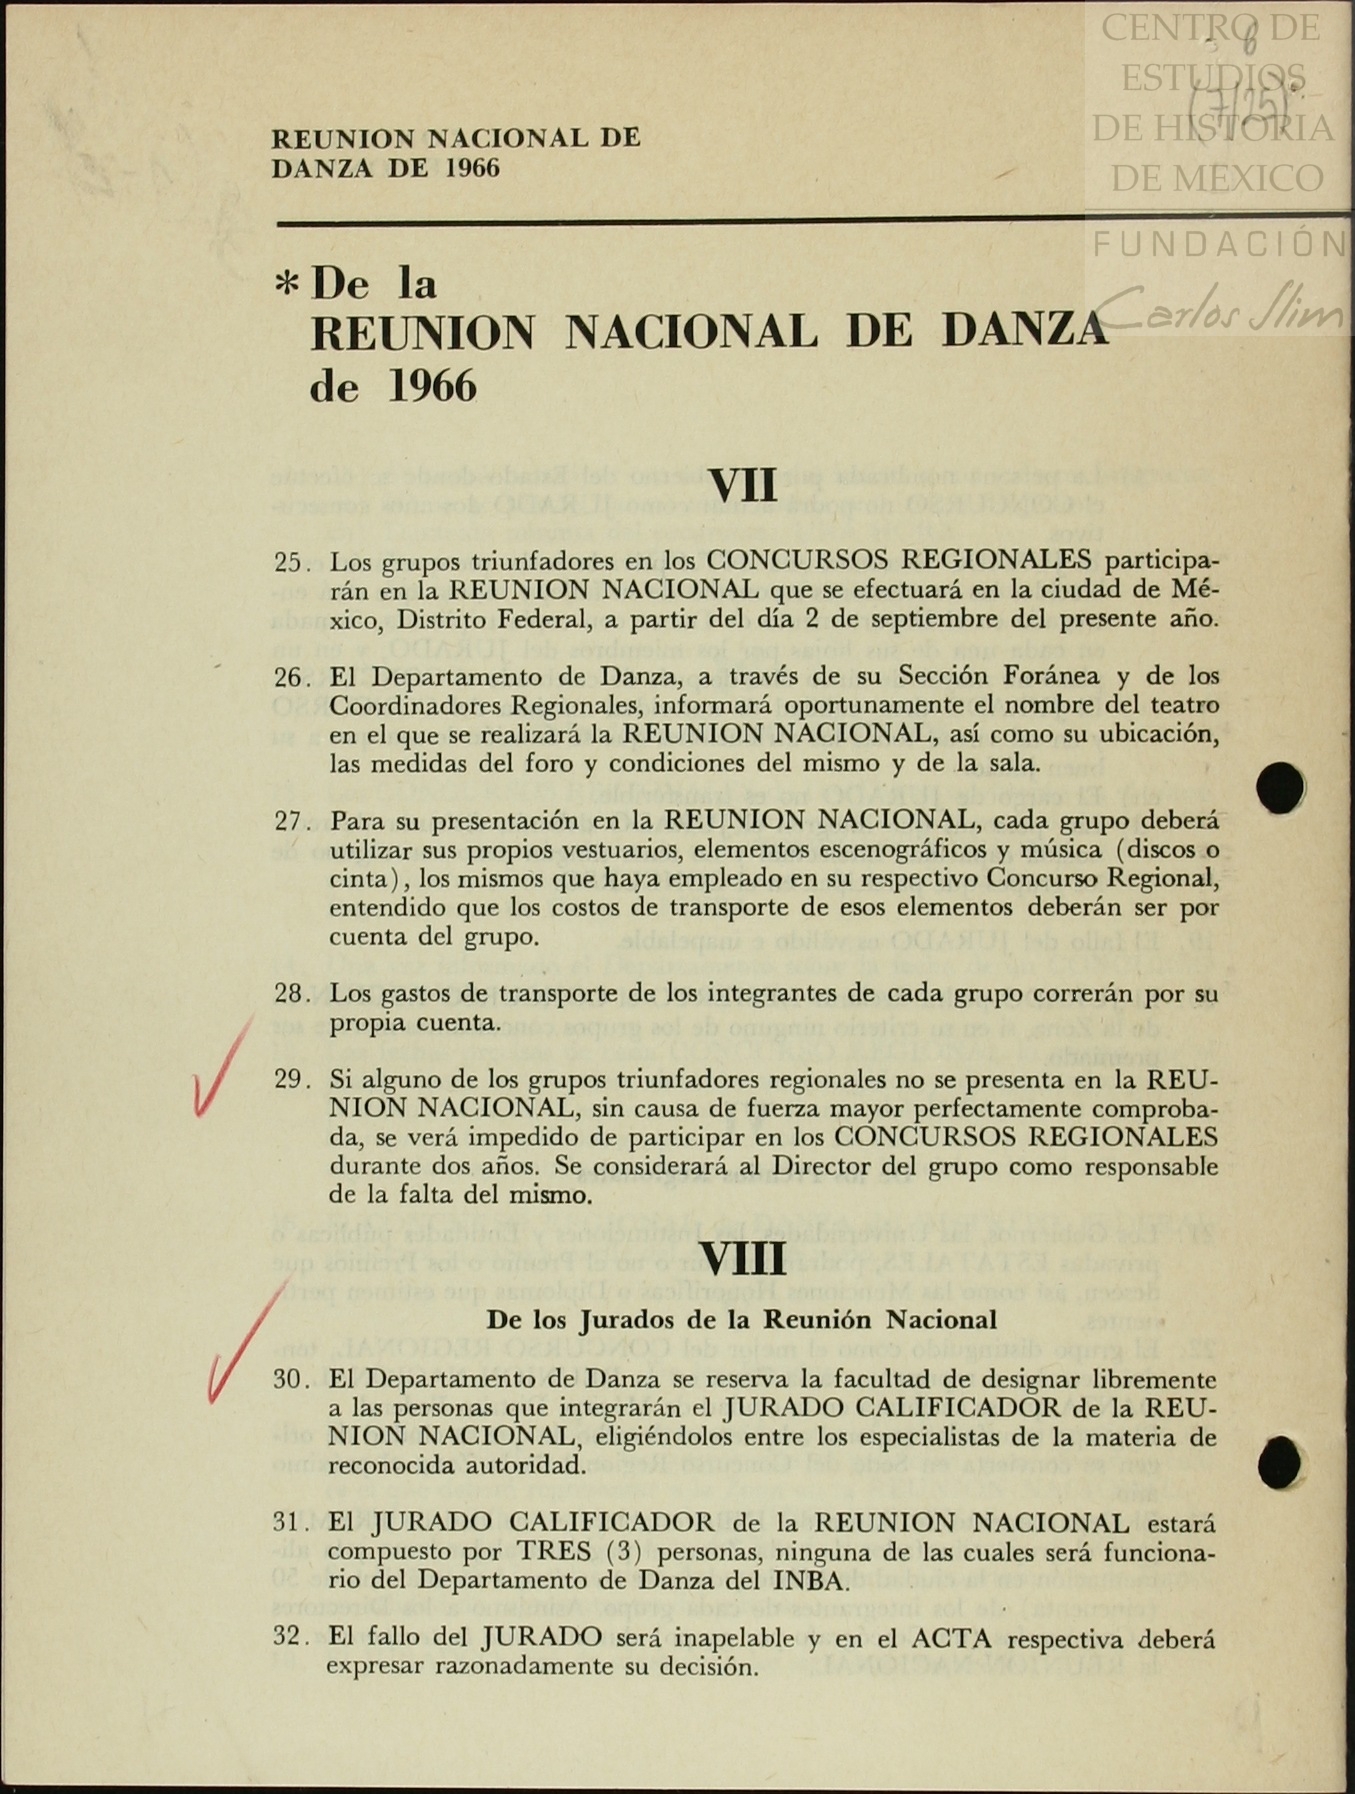 CENTRO DE
ESTUDIOS
DE HISTORIA
DE MEXICO
FUNDACIÓN
Carlos Slim
6
(7/25)
REUNION NACIONAL DE
DANZA DE 1966
* De la
REUNION NACIONAL DE DANZA
de 1966
VII
25. Los grupos triunfadores en los CONCURSOS REGIONALES participa-
rán en la REUNION NACIONAL que se efectuará en la ciudad de Mé-
xico, Distrito Federal, a partir del día 2 de septiembre del presente año.
26. El Departamento de Danza, a través de su Sección Foránea y de los
Coordinadores Regionales, informará oportunamente el nombre del teatro
en el que se realizará la REUNION NACIONAL, así como su ubicación,
las medidas del foro y condiciones del mismo y de la sala.
27. Para su presentación en la REUNION NACIONAL, cada grupo deberá
utilizar sus propios vestuarios, elementos escenográficos y música (discos o
cinta), los mismos que haya empleado en su respectivo Concurso Regional,
entendido que los costos de transporte de esos elementos deberán ser por
cuenta del grupo.
28. Los gastos de transporte de los integrantes de cada grupo correrán por su
propia cuenta.
29. Si alguno de los grupos triunfadores regionales no se presenta en la REU-
NION NACIONAL, sin causa de fuerza mayor perfectamente comproba-
da, se verá impedido de participar en los CONCURSOS REGIONALES
durante dos años. Se considerará al Director del grupo como responsable
de la falta del mismo.
VIII
De los Jurados de la Reunión Nacional
30. El Departamento de Danza se reserva la facultad de designar libremente
a las personas que integrarán el JURADO CALIFICADOR de la REU-
NION NACIONAL, eligiéndolos entre los especialistas de la materia de
reconocida autoridad.
31. El JURADO CALIFICADOR de la REUNION NACIONAL estará
compuesto por TRES (3) personas, ninguna de las cuales será funciona-
rio del Departamento de Danza del INBA.
32. El fallo del JURADO será inapelable y en el ACTA respectiva deberá
expresar razonadamente su decisión.